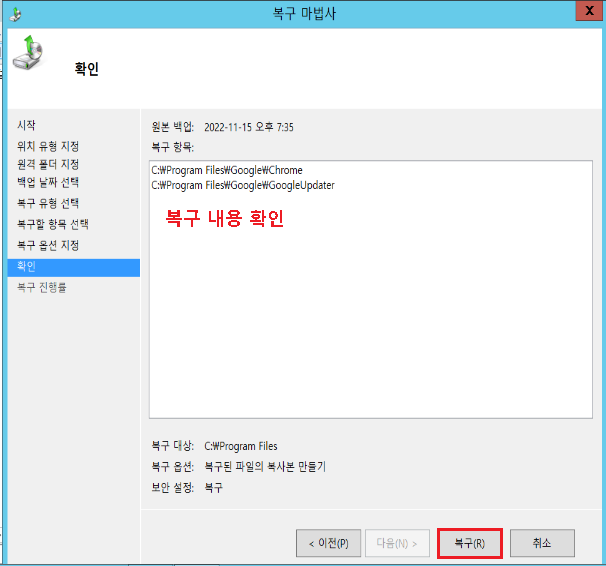 복구 마법사
X
확인
시작
위치 유형 지정
원격 폴더 지정
백업 날짜 선택
복구 유형 선택
복구할 항목 선택
복구 옵션 지정
확인
복구 진행률
원본 백업: 2022-11-15 오후 7:35
복구 항목:
C:₩Program Files₩Google₩Chrome
C:₩Program Files₩Google₩GoogleUpdater
복구 내용 확인
복구 대상: C:₩Program Files
복구 옵션: 복구된 파일의 복사본 만들기
보안 설정: 복구
< 이전(P) 다음(N) > 복구(R) 취소